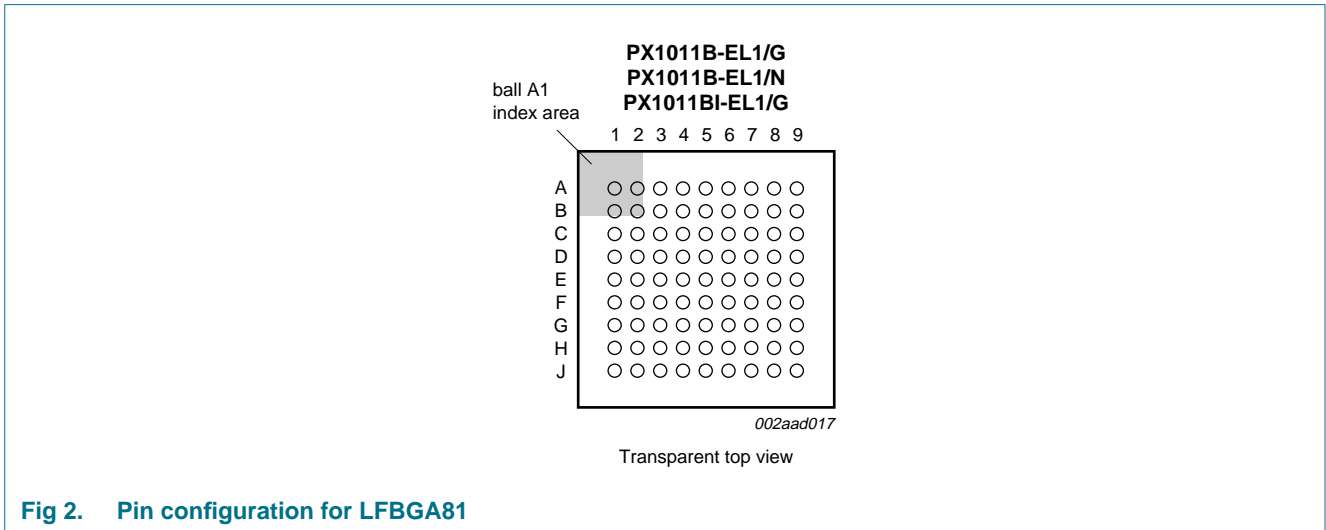 PX1011B-EL1/G
PX1011B-EL1/N
PX1011BI-EL1/G
ball A1
index area
1 2 3 4 5 6 7 8 9
A
B
C
D
E
F
G
H
J
002aad017
Transparent top view
Fig 2. Pin configuration for LFBGA81